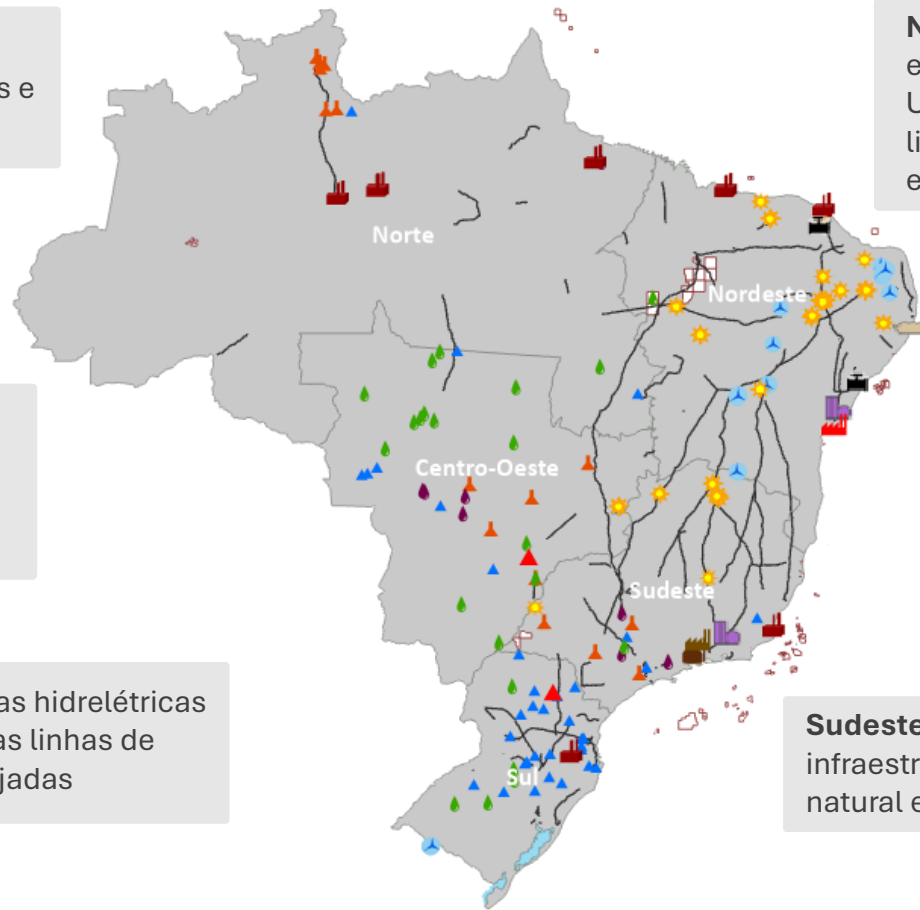 s e
N
e
U
li
e
Norte
Nordeste
Centro-Oeste
Sudeste
Sul
as hidrelétricas
as linhas de
jadas
Sudeste
infraestr
natural e